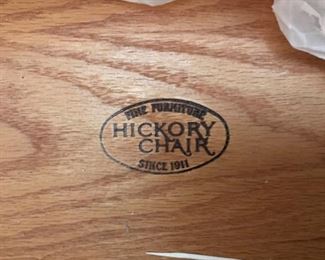 FINE FURNITURE
HICKORY
CHAIR
SINCE 1911